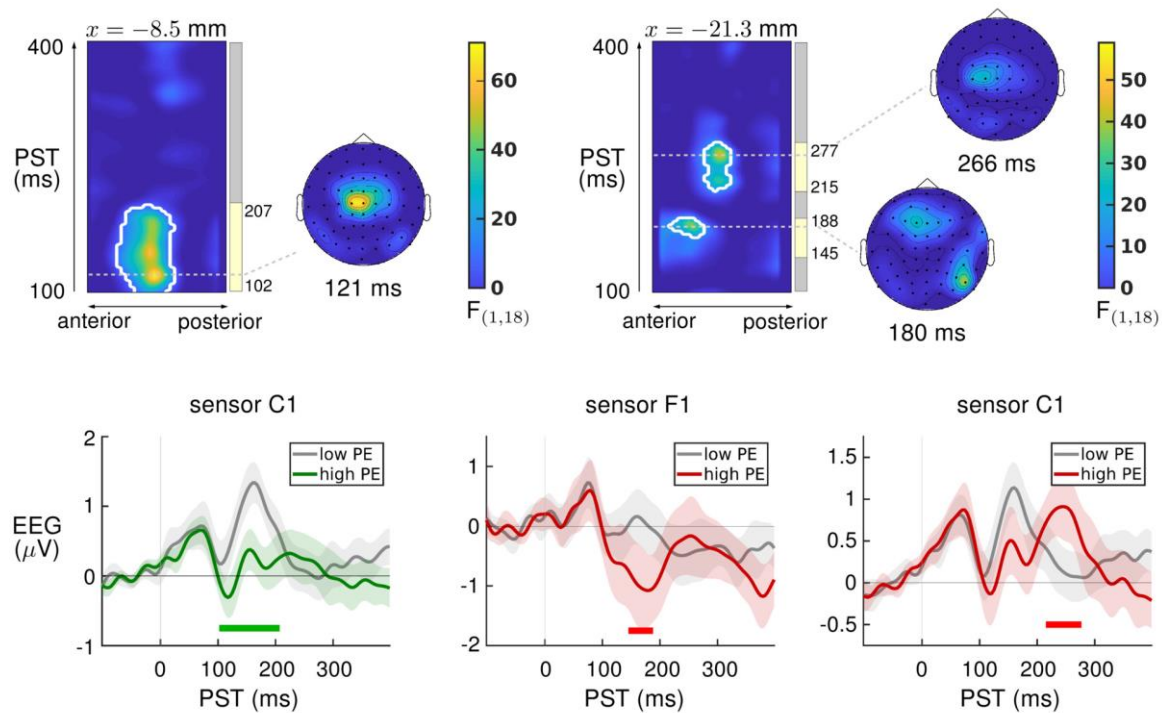 x = −8.5 mm
400
PST
(ms)
100
207
102
anterior
posterior
121 ms
60
40
20
0
F(1,18)
x = −21.3 mm
400
PST
(ms)
100
277
215
188
145
anterior
posterior
266 ms
180 ms
50
40
30
20
10
0
F(1,18)
sensor C1
2
1
0
-1
EEG
(μV)
low PE
high PE
0
100
200
300
PST (ms)
sensor F1
1
0
-1
-2
low PE
high PE
0
100
200
300
PST (ms)
sensor C1
1.5
1
0.5
0
-0.5
low PE
high PE
0
100
200
300
PST (ms)